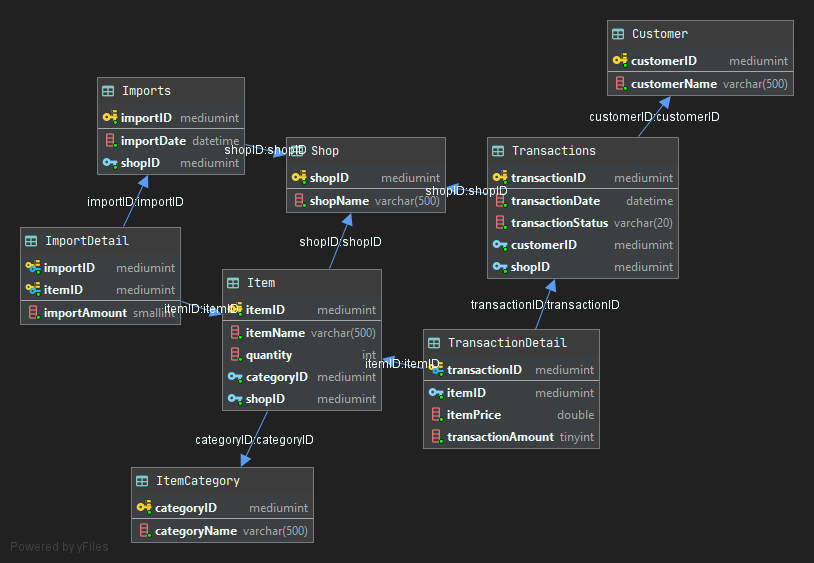 Customer
customerID mediumint
customerName varchar(500)
customerID:customerID
Imports
importID mediumint
importDate datetime
shopID mediumint
shopID:shopID
Shop
shopID mediumint
shopName varchar(500)
shopID:shopID
Transactions
transactionID mediumint
transactionDate datetime
transactionStatus varchar(20)
customerID mediumint
shopID mediumint
importID:importID
ImportDetail
importID mediumint
itemID mediumint
importAmount smallint
shopID:shopID
itemID:itemID
Item
itemID mediumint
itemName varchar(500)
quantity int
categoryID mediumint
shopID mediumint
transactionID:transactionID
TransactionDetail
transactionID mediumint
itemID mediumint
itemPrice double
transactionAmount tinyint
itemID:itemID
categoryID:categoryID
ItemCategory
categoryID mediumint
categoryName varchar(500)
Powered by yFiles